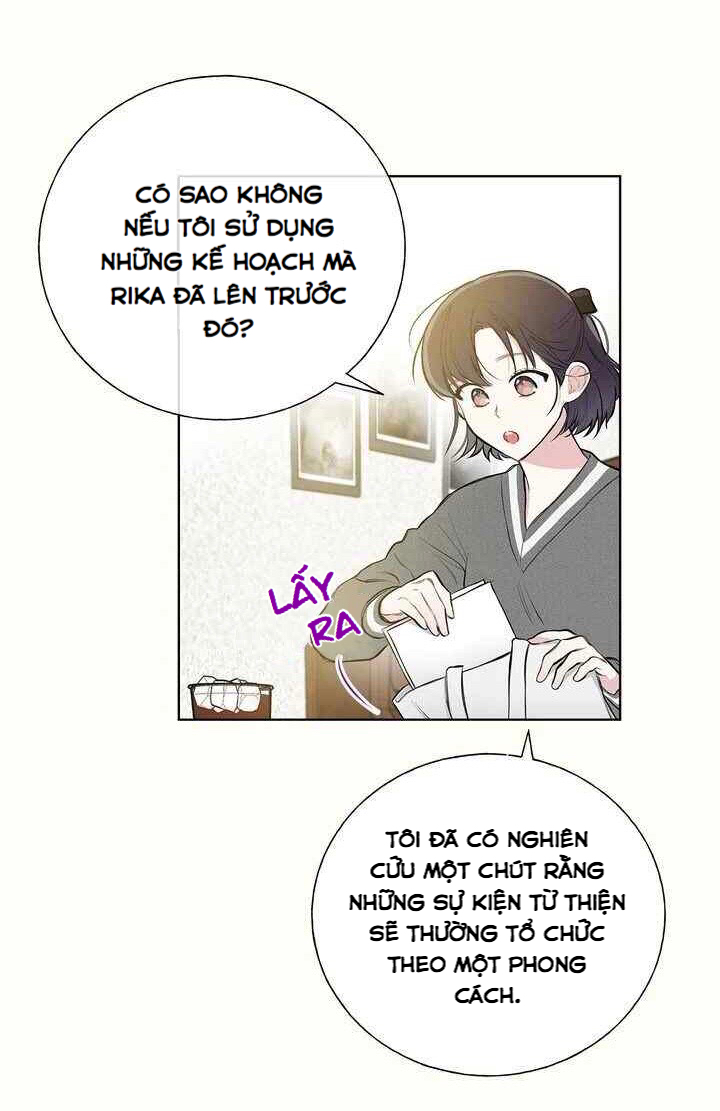 CÓ SAO KHÔNG
NẾU TÔI SỬ DỤNG
NHỮNG KẾ HOẠCH MÀ
RIKA ĐÃ LÊN TRƯỚC
ĐÓ?
LẤY
RA
TÔI ĐÃ CÓ NGHIÊN
CỨU MỘT CHÚT RẰNG
NHỮNG SỰ KIỆN TỪ THIỆN
SẼ THƯỜNG TỔ CHỨC
THEO MỘT PHONG
CÁCH.